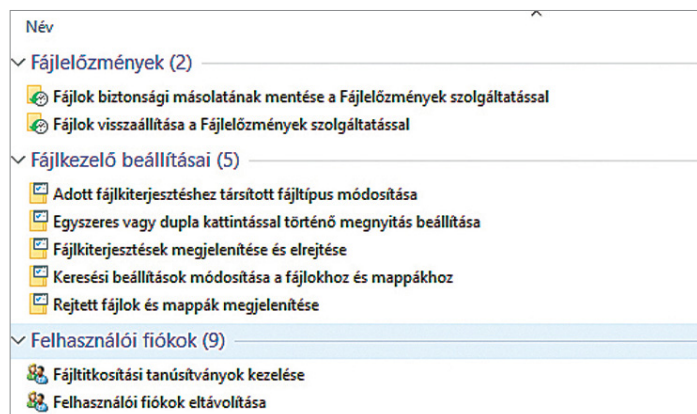 Név
Fájlelőzmények (2)
Fájlok biztonsági másolatának mentése a Fájlelőzmények szolgáltatással
Fájlok visszaállítása a Fájlelőzmények szolgáltatással
Fájlkezelő beállításai (5)
Adott fájlkiterjesztéshez társított fájltípus módosítása
Egyszeres vagy dupla kattintással történő megnyitás beállítása
Fájlkiterjesztések megjelenítése és elrejtése
Keresési beállítások módosítása a fájlokhoz és mappákhoz
Rejtett fájlok és mappák megjelenítése
Felhasználói fiókok (9)
Fájltitkosítási tanúsítványok kezelése
Felhasználói fiókok eltávolítása